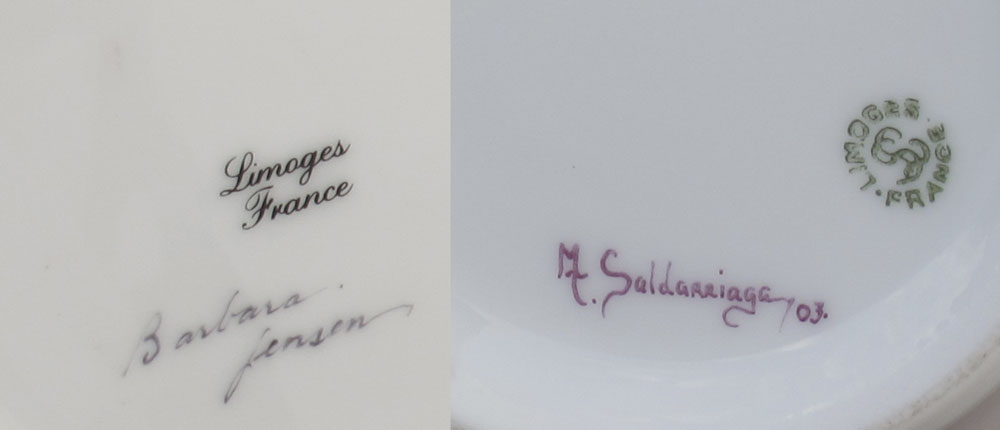 Limoges
France
Barbara
Jensen
LIMOGES · FRANCE
M. Saldarriaga, 03.